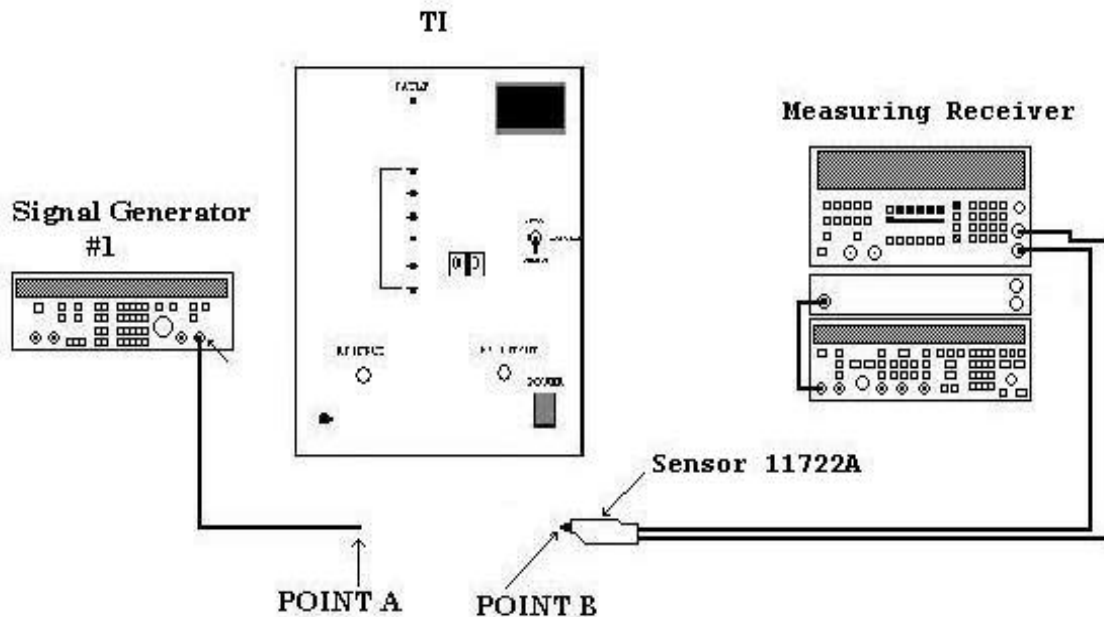 TI
Measuring Receiver
Signal Generator
#1
POWER
Sensor 11722A
POINT A
POINT B